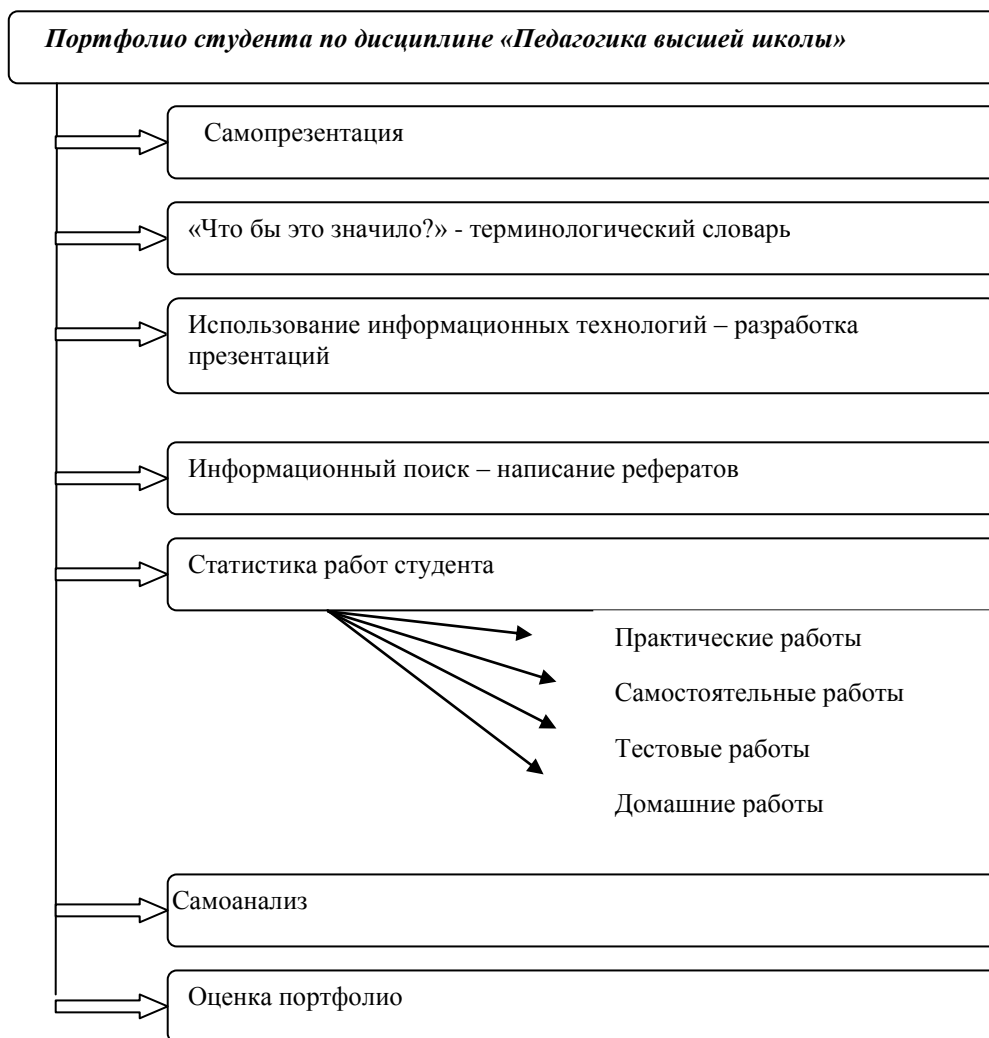 Портфолио студента по дисциплине «Педагогика высшей школы»
Самопрезентация
«Что бы это значило?» - терминологический словарь
Использование информационных технологий – разработка
презентаций
Информационный поиск – написание рефератов
Статистика работ студента
Практические работы
Самостоятельные работы
Тестовые работы
Домашние работы
Самоанализ
Оценка портфолио